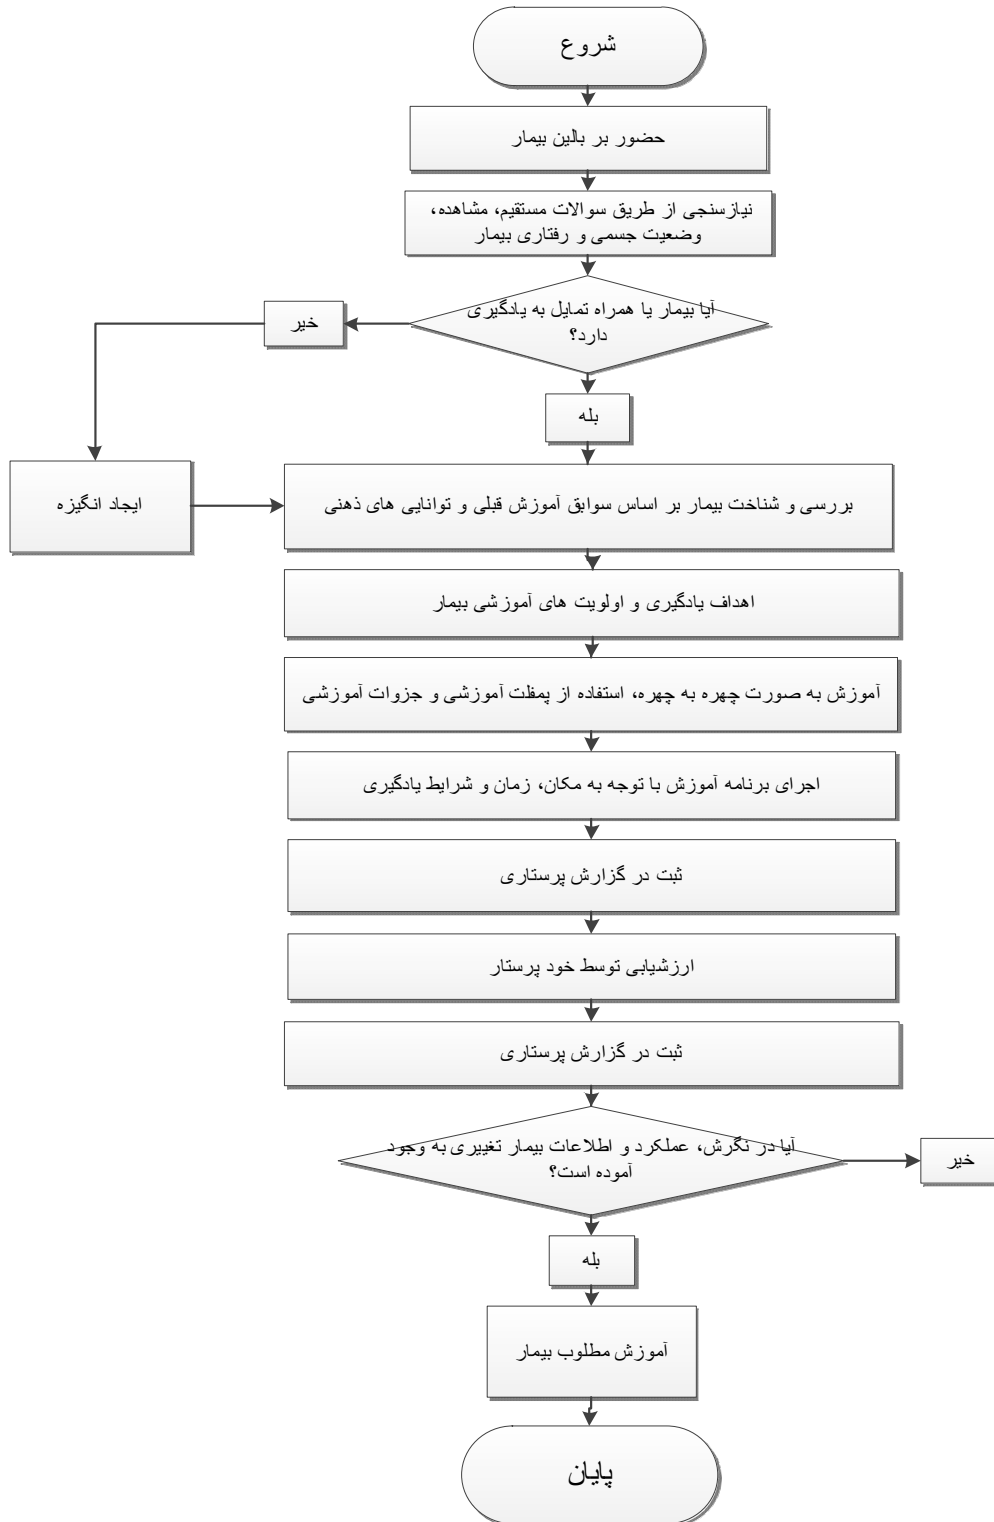 شروع
حضور بر بالین بیمار
نیازسنجی از طریق سوالات مستقیم، مشاهده،
وضعیت جسمی و رفتاری بیمار
آیا بیمار یا همراه تمایل به یادگیری
دارد؟
خیر
بله
ایجاد انگیزه
بررسی و شناخت بیمار بر اساس سوابق آموزش قبلی و توانایی های ذهنی
اهداف یادگیری و اولویت های آموزشی بیمار
آموزش به صورت چهره به چهره، استفاده از پمفلت آموزشی و جزوات آموزشی
اجرای برنامه آموزش با توجه به مکان، زمان و شرایط یادگیری
ثبت در گزارش پرستاری
ارزشیابی توسط خود پرستار
ثبت در گزارش پرستاری
آیا در نگرش، عملکرد و اطلاعات بیمار تغییری به وجود
آموده است؟
خیر
بله
آموزش مطلوب بیمار
پایان